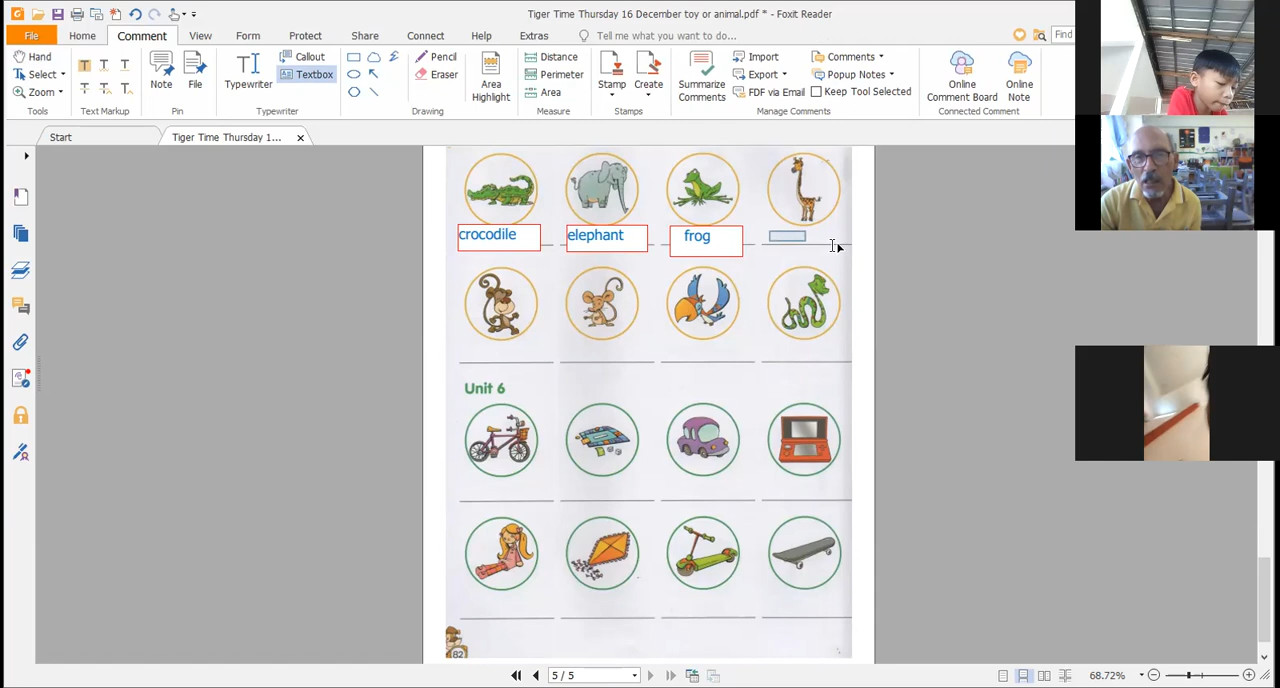 Tiger Time Thursday 16 December toy or animal.pdf * - Foxit Reader
File Home Comment View Form Protect Share Connect Help Extras Tell me what you want to do... Find
Hand
Select
Zoom
Tools
T T T
T T T
Text Markup
Note File
Pin
Typewriter
Callout
Textbox
Typewriter
Pencil
Eraser
Drawing
Area Highlight
Distance
Perimeter
Area
Measure
Stamp Create
Stamps
Summarize Comments
Import
Export
FDF via Email
Comments
Popup Notes
Keep Tool Selected
Manage Comments
Online Comment Board
Online Note
Connected Comment
Start Tiger Time Thursday 1...
crocodile elephant frog
Unit 6
82
5 / 5
68.72%